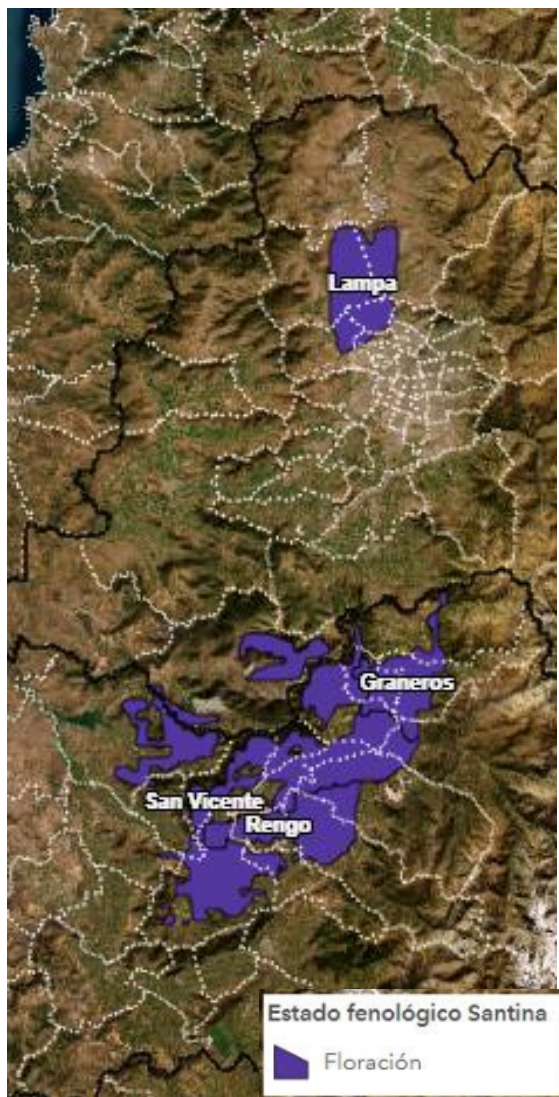 Lampa
Graneros
San Vicente
Rengo
Estado fenológico Santina
Floración